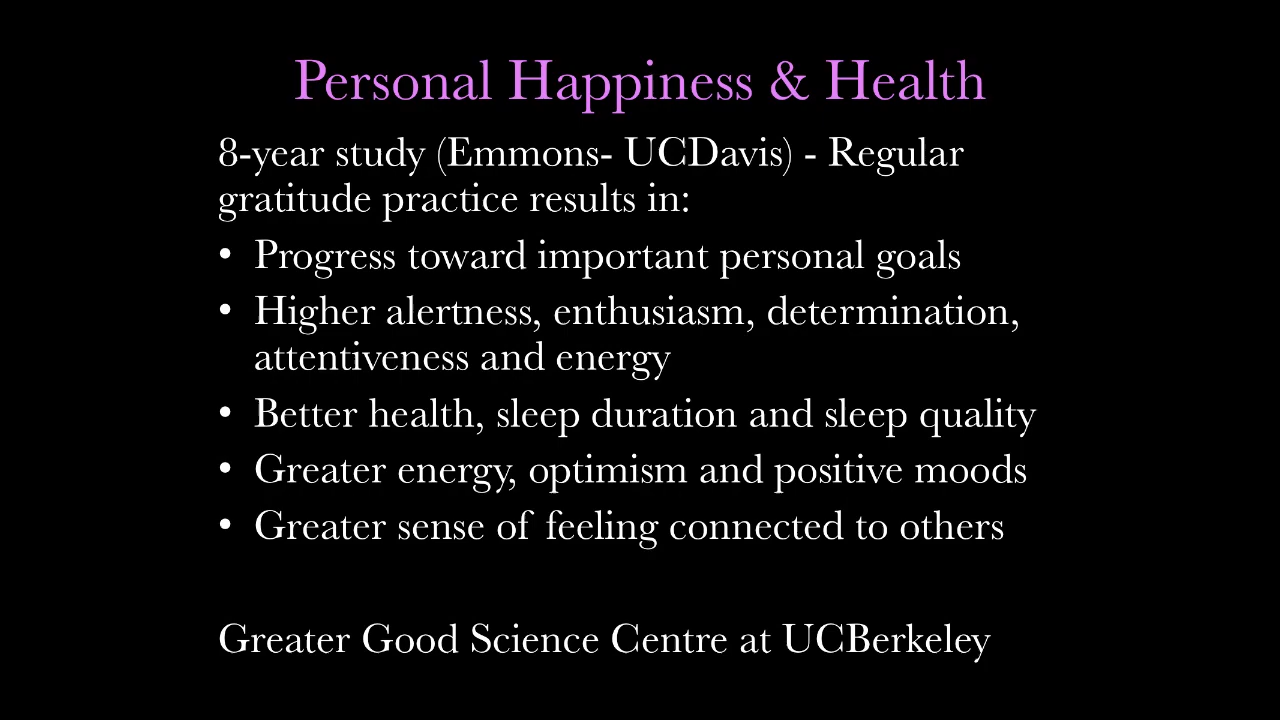 Personal Happiness & Health
8-year study (Emmons- UCDavis) - Regular
gratitude practice results in:
• Progress toward important personal goals
• Higher alertness, enthusiasm, determination,
attentiveness and energy
• Better health, sleep duration and sleep quality
• Greater energy, optimism and positive moods
• Greater sense of feeling connected to others
Greater Good Science Centre at UCBerkeley